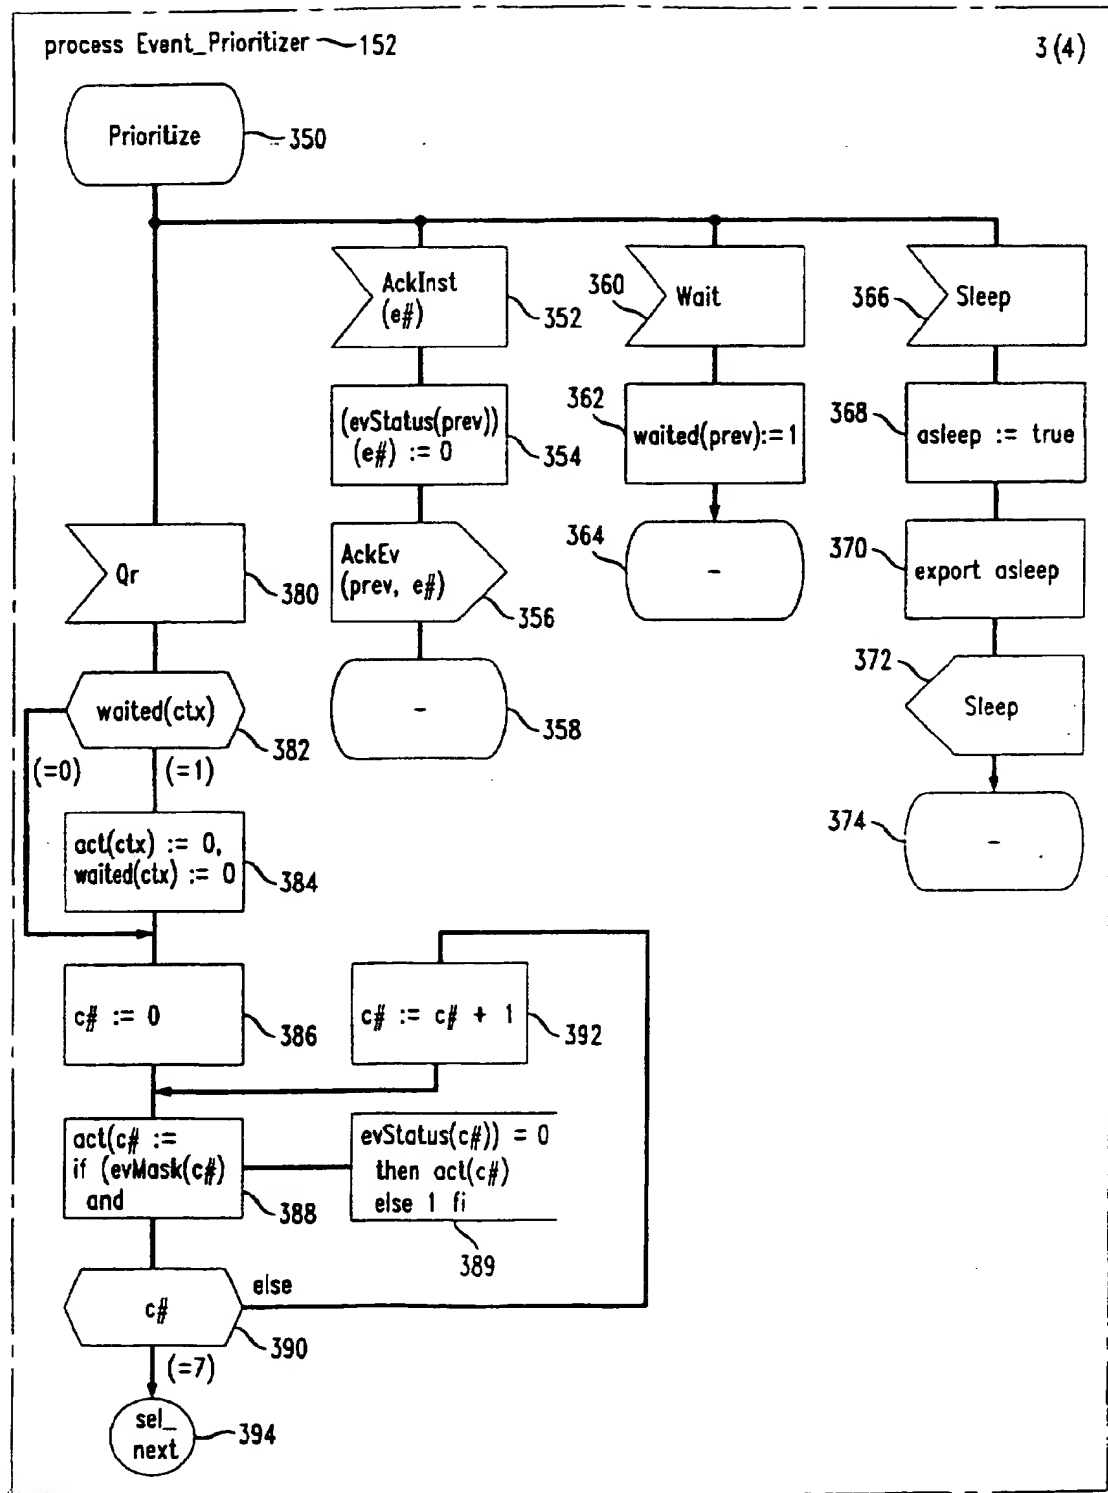 process Event_Prioritizer 152
3(4)
Prioritize
350
AckInst
(e#)
352
360
Wait
366
Sleep
(evStatus(prev))
(e#) := 0
354
362
waited(prev):=1
368
asleep := true
Qr
380
AckEv
(prev, e#)
356
364
-
370
export asleep
waited(ctx)
382
(=0)
(=1)
-
358
372
Sleep
act(ctx) := 0,
waited(ctx) := 0
384
374
-
c# := 0
386
c# := c# + 1
392
act(c# :=
if (evMask(c#)
and
388
evStatus(c#)) = 0
then act(c#)
else 1 fi
389
c#
else
390
(=7)
sel_
next
394